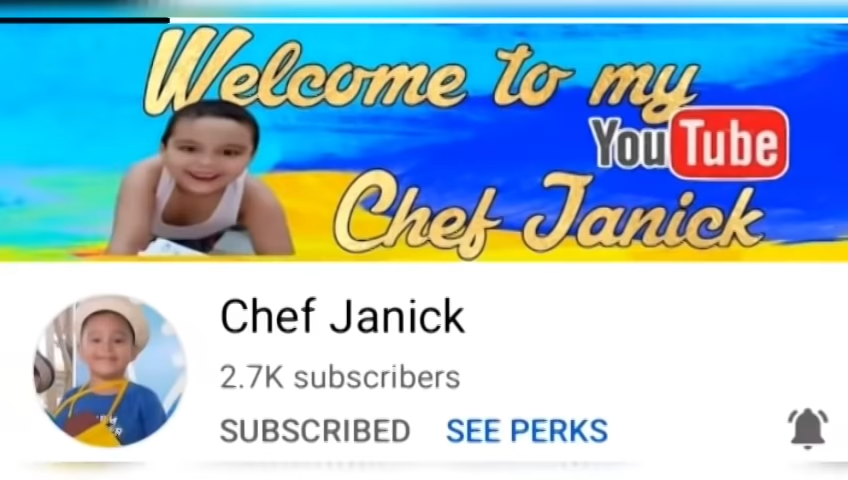 Welcome to my
YouTube
Chef Janick
Chef Janick
2.7K subscribers
SUBSCRIBED SEE PERKS